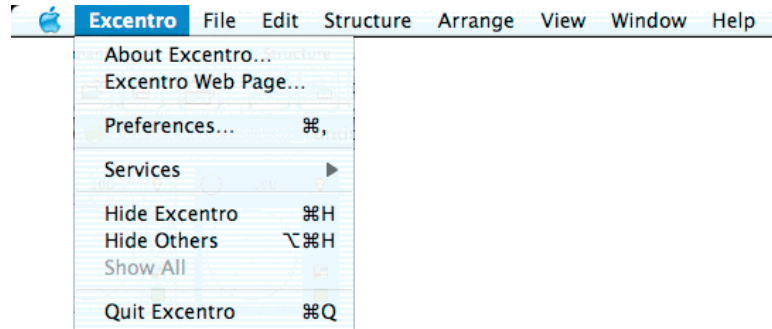 Excentro File Edit Structure Arrange View Window Help
About Excentro...
Excentro Web Page...
Preferences... ⌘,
Services ▶
Hide Excentro ⌘H
Hide Others ⌥⌘H
Show All
Quit Excentro ⌘Q